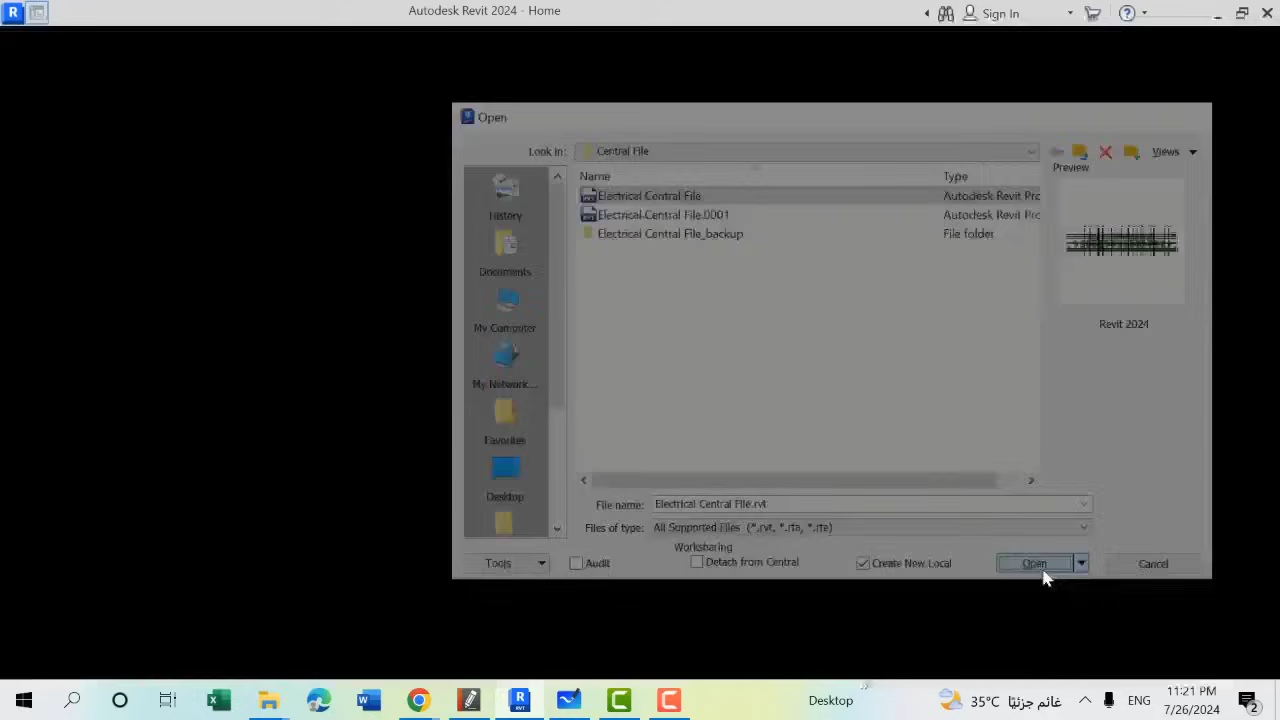 R
Autodesk Revit 2024 - Home
Sign In
?
Open
Look in:
Central File
Views
Name
Type
Preview
Electrical Central File
Autodesk Revit Prc
Electrical Central File.0001
Autodesk Revit Prc
Electrical Central File_backup
File folder
History
Documents
My Computer
My Network...
Favorites
Desktop
Revit 2024
File name:
Electrical Central File.rvt
Files of type:
All Supported Files (*.rvt, *.rfa, *.rte)
Worksharing
Tools
Audit
Detach from Central
Create New Local
Open
Cancel
Desktop
35°C
غائم جزئيًا
ENG
11:21 PM
7/26/2024
2